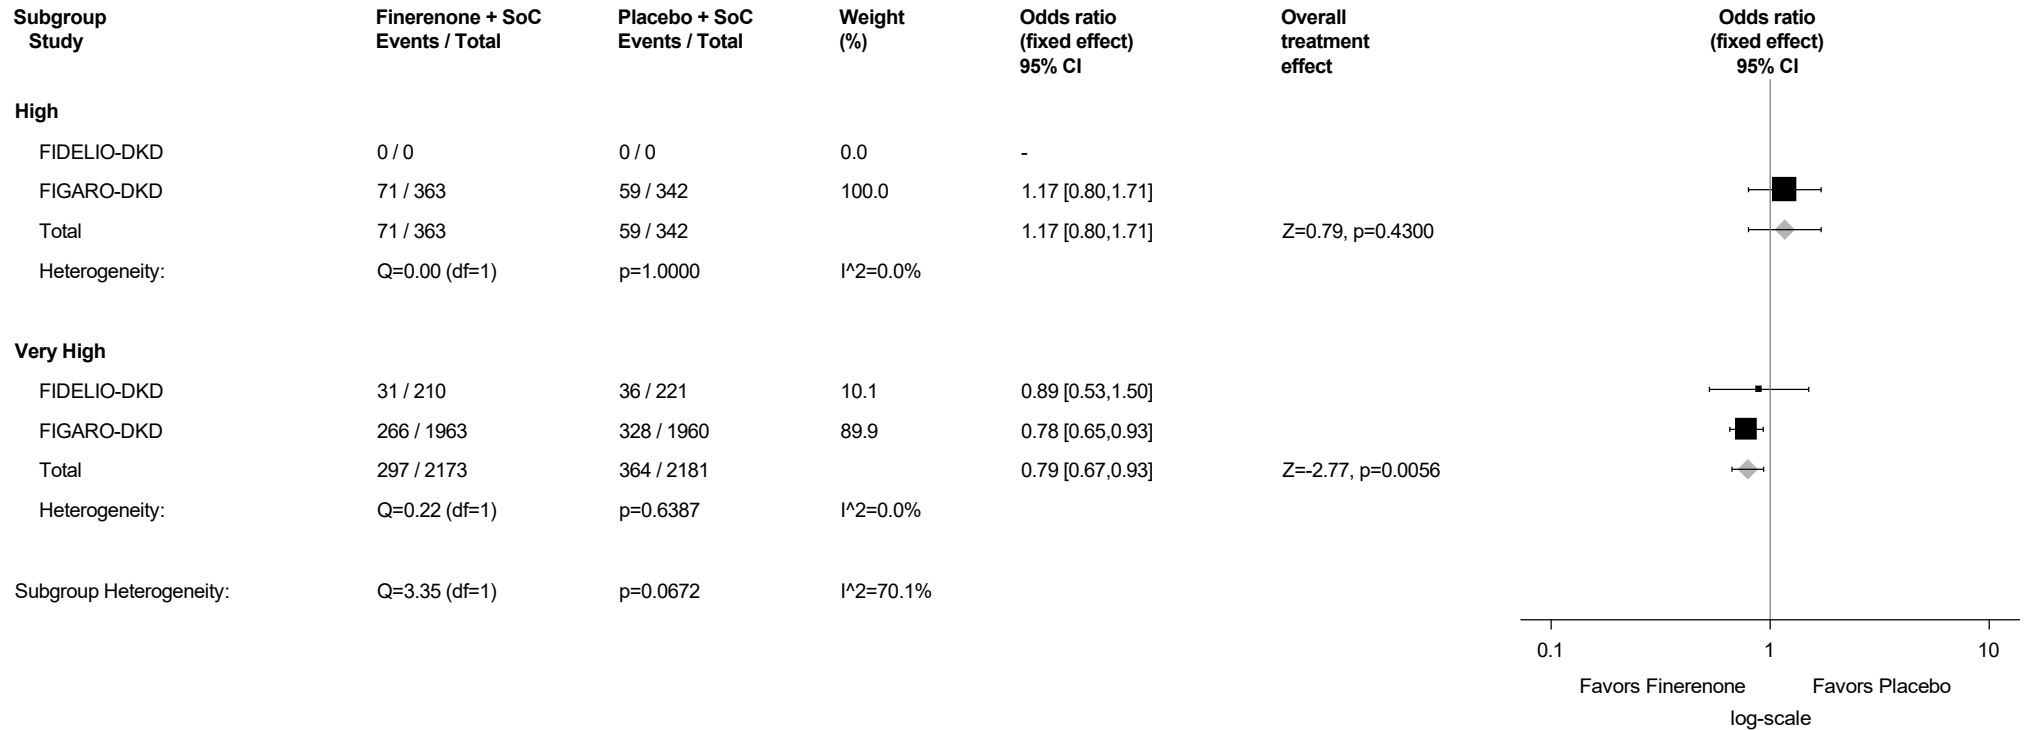 Subgroup Finerenone + SoC Placebo + SoC Weight Odds ratio Overall Odds ratio
Study Events / Total Events / Total (%) (fixed effect) treatment (fixed effect)
95% CI effect 95% CI
High
FIDELIO-DKD 0 / 0 0 / 0 0.0 -
FIGARO-DKD 71 / 363 59 / 342 100.0 1.17 [0.80,1.71]
Total 71 / 363 59 / 342 1.17 [0.80,1.71] Z=0.79, p=0.4300
Heterogeneity: Q=0.00 (df=1) p=1.0000 I^2=0.0%
Very High
FIDELIO-DKD 31 / 210 36 / 221 10.1 0.89 [0.53,1.50]
FIGARO-DKD 266 / 1963 328 / 1960 89.9 0.78 [0.65,0.93]
Total 297 / 2173 364 / 2181 0.79 [0.67,0.93] Z=-2.77, p=0.0056
Heterogeneity: Q=0.22 (df=1) p=0.6387 I^2=0.0%
Subgroup Heterogeneity: Q=3.35 (df=1) p=0.0672 I^2=70.1%
0.1 1 10
Favors Finerenone Favors Placebo
log-scale